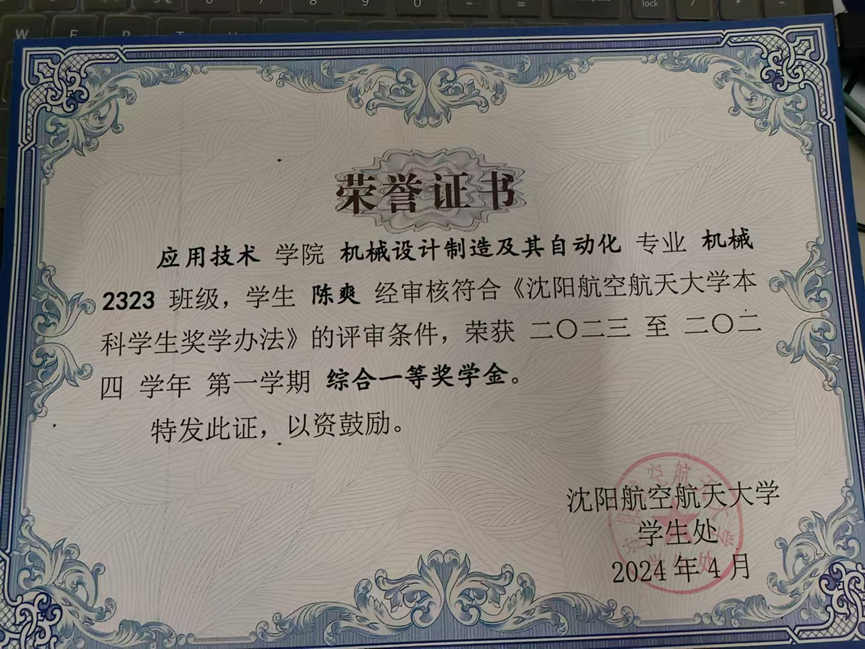 荣誉证书
应用技术 学院 机械设计制造及其自动化 专业 机械
2323 班级，学生 陈爽 经审核符合《沈阳航空航天大学本
科学生奖学办法》的评审条件，荣获 二〇二三 至 二〇二
四 学年 第一学期 综合一等奖学金。
特发此证，以资鼓励。
沈阳航空航天大学
学生处
2024 年 4 月